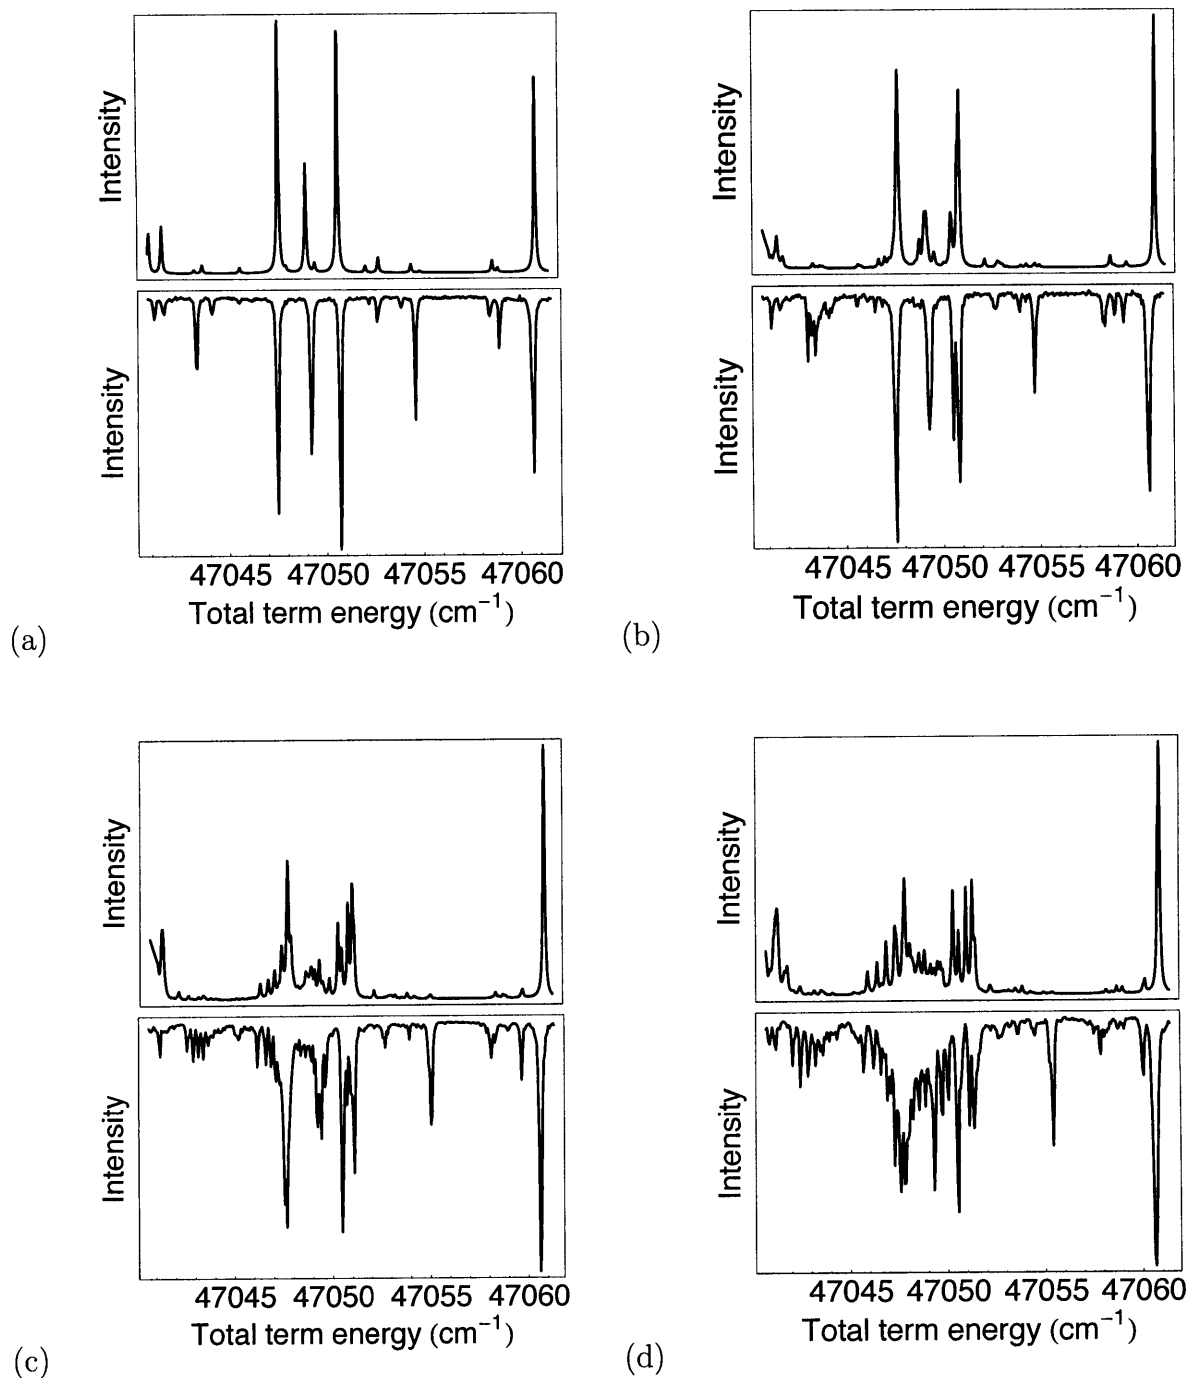 Intensity
Intensity
47045 47050 47055 47060
Total term energy (cm⁻¹)
(a)
Intensity
Intensity
47045 47050 47055 47060
Total term energy (cm⁻¹)
(b)
Intensity
Intensity
47045 47050 47055 47060
Total term energy (cm⁻¹)
(c)
Intensity
Intensity
47045 47050 47055 47060
Total term energy (cm⁻¹)
(d)